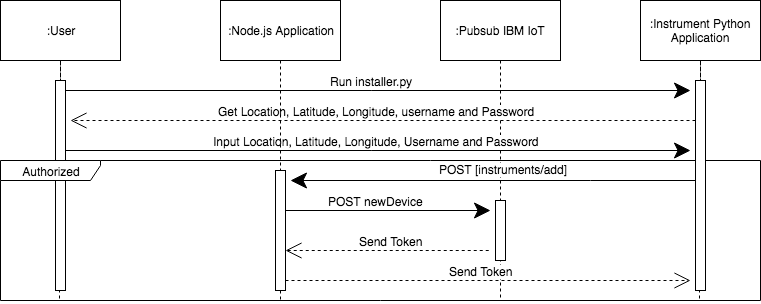 :User
:Node.js Application
:Pubsub IBM IoT
:Instrument Python
Application
Run installer.py
Get Location, Latitude, Longitude, username and Password
Input Location, Latitude, Longitude, Username and Password
Authorized
POST [instruments/add]
POST newDevice
Send Token
Send Token